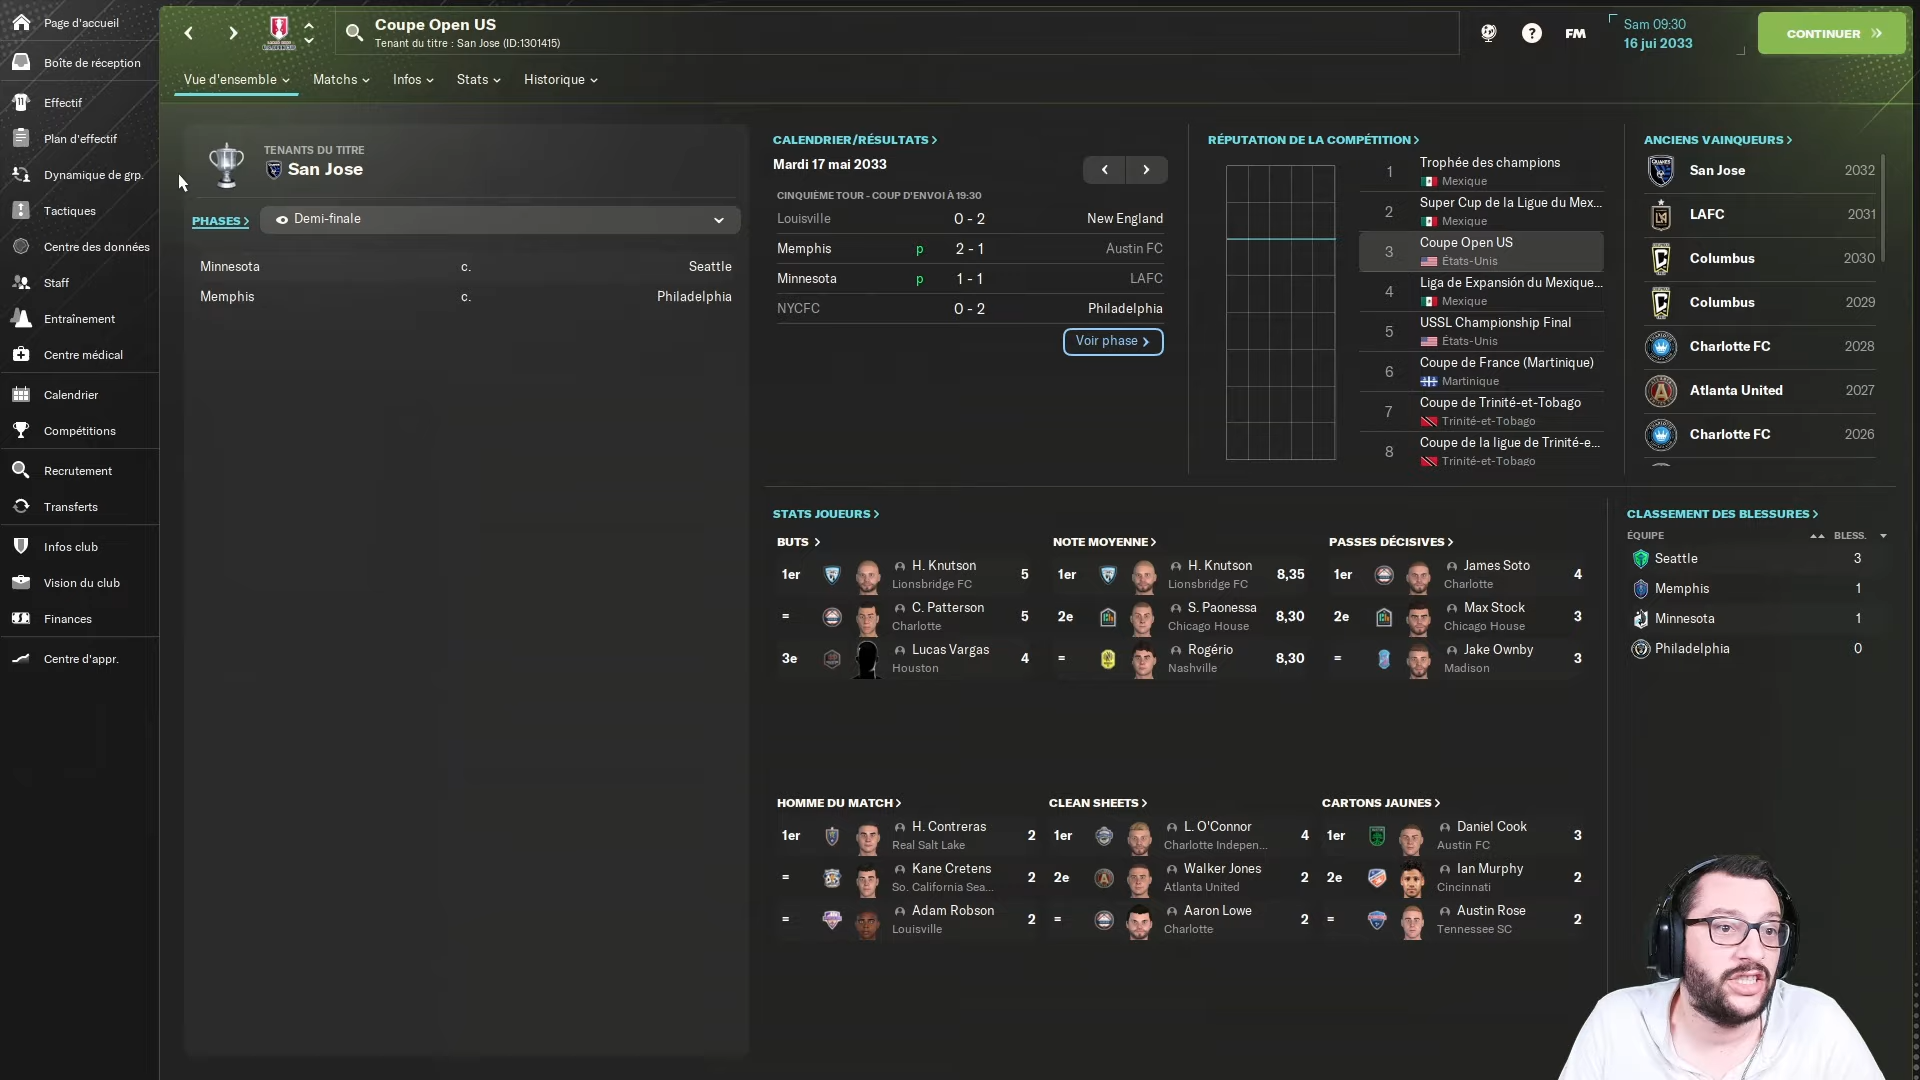 Page d'accueil
Boîte de réception
Effectif
Plan d'effectif
Dynamique de grp.
Tactiques
Centre des données
Staff
Entraînement
Centre médical
Calendrier
Compétitions
Recrutement
Transferts
Infos club
Vision du club
Finances
Centre d'appr.
Coupe Open US
Tenant du titre : San Jose (ID:1301415)
FM
Sam 09:30
16 jui 2033
CONTINUER
Vue d'ensemble
Matchs
Infos
Stats
Historique
TENANTS DU TITRE
San Jose
PHASES
Demi-finale
Minnesota c. Seattle
Memphis c. Philadelphia
CALENDRIER/RÉSULTATS
Mardi 17 mai 2033
CINQUIÈME TOUR - COUP D'ENVOI À 19:30
Louisville 0 - 2 New England
Memphis p 2 - 1 Austin FC
Minnesota p 1 - 1 LAFC
NYCFC 0 - 2 Philadelphia
Voir phase
RÉPUTATION DE LA COMPÉTITION
1 Trophée des champions
Mexique
2 Super Cup de la Ligue du Mex...
Mexique
3 Coupe Open US
États-Unis
4 Liga de Expansión du Mexique...
Mexique
5 USSL Championship Final
États-Unis
6 Coupe de France (Martinique)
Martinique
7 Coupe de Trinité-et-Tobago
Trinité-et-Tobago
8 Coupe de la ligue de Trinité-e...
Trinité-et-Tobago
ANCIENS VAINQUEURS
San Jose 2032
LAFC 2031
Columbus 2030
Columbus 2029
Charlotte FC 2028
Atlanta United 2027
Charlotte FC 2026
STATS JOUEURS
BUTS
1er H. Knutson 5
Lionsbridge FC
= C. Patterson 5
Charlotte
3e Lucas Vargas 4
Houston
NOTE MOYENNE
1er H. Knutson 8,35
Lionsbridge FC
2e S. Paonessa 8,30
Chicago House
= Rogério 8,30
Nashville
PASSES DÉCISIVES
1er James Soto 4
Charlotte
2e Max Stock 3
Chicago House
= Jake Ownby 3
Madison
HOMME DU MATCH
1er H. Contreras 2
Real Salt Lake
= Kane Cretens 2
So. California Sea...
= Adam Robson 2
Louisville
CLEAN SHEETS
1er L. O'Connor 4
Charlotte Indepen...
2e Walker Jones 2
Atlanta United
= Aaron Lowe 2
Charlotte
CARTONS JAUNES
1er Daniel Cook 3
Austin FC
2e Ian Murphy 2
Cincinnati
= Austin Rose 2
Tennessee SC
CLASSEMENT DES BLESSURES
ÉQUIPE BLESS.
Seattle 3
Memphis 1
Minnesota 1
Philadelphia 0